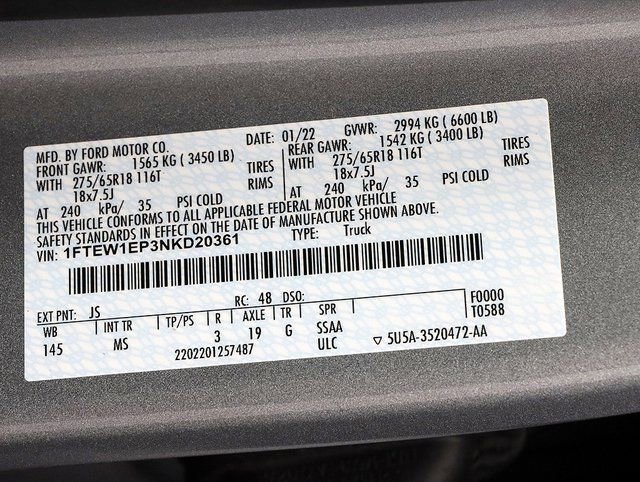 MFD. BY FORD MOTOR CO. DATE: 01/22 GVWR: 2994 KG ( 6600 LB)
FRONT GAWR: 1565 KG ( 3450 LB) REAR GAWR: 1542 KG ( 3400 LB)
WITH 275/65R18 116T TIRES WITH 275/65R18 116T TIRES
18x7.5J RIMS 18x7.5J RIMS
AT 240 kPa/ 35 PSI COLD AT 240 kPa/ 35 PSI COLD
THIS VEHICLE CONFORMS TO ALL APPLICABLE FEDERAL MOTOR VEHICLE
SAFETY STANDARDS IN EFFECT ON THE DATE OF MANUFACTURE SHOWN ABOVE.
VIN: 1FTEW1EP3NKD20361 TYPE: Truck
EXT PNT: JS RC: 48 DSO: F0000
WB INT TR TP/PS R AXLE TR SPR T0588
145 MS 3 19 G SSAA
2202201257487 ULC ▽ 5U5A-3520472-AA